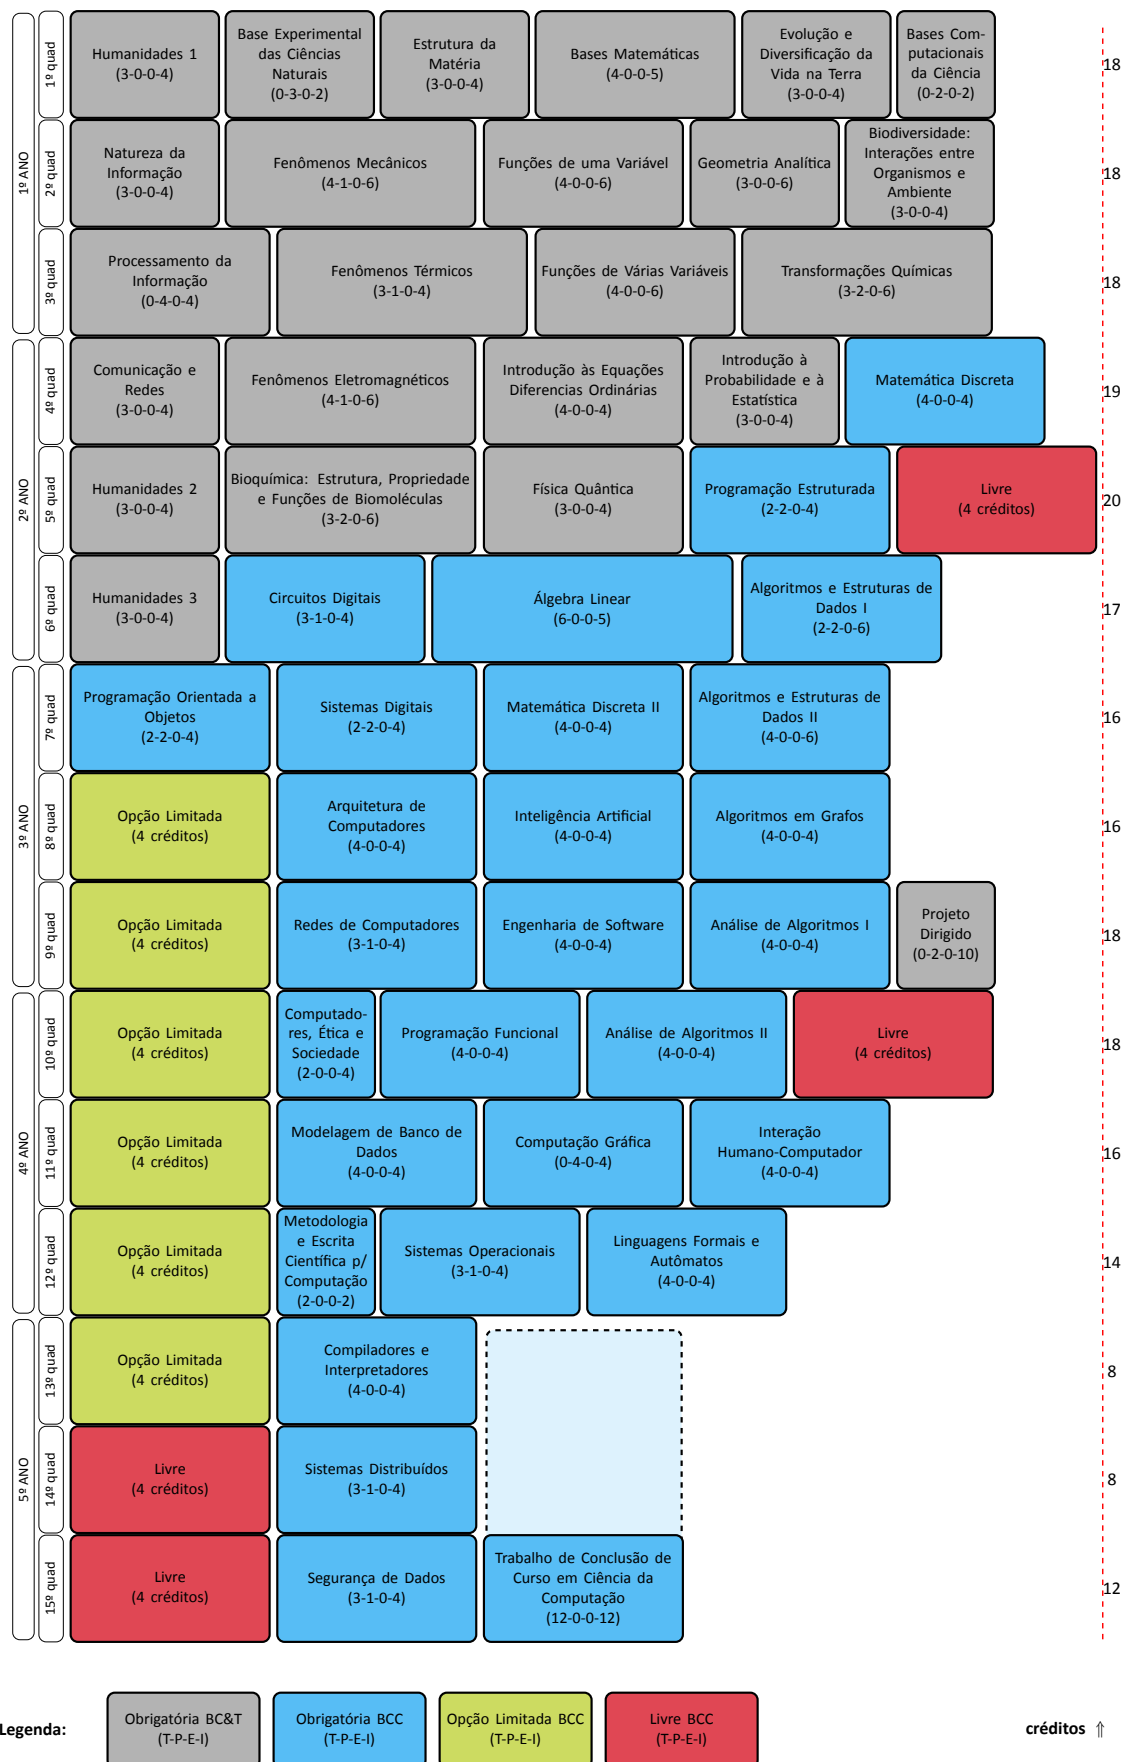 1º ANO
1º quad
Humanidades 1
(3-0-0-4)
Base Experimental
das Ciências
Naturais
(0-3-0-2)
Estrutura da
Matéria
(3-0-0-4)
Bases Matemáticas
(4-0-0-5)
Evolução e
Diversificação da
Vida na Terra
(3-0-0-4)
Bases Com-
putacionais
da Ciência
(0-2-0-2)
18
2º quad
Natureza da
Informação
(3-0-0-4)
Fenômenos Mecânicos
(4-1-0-6)
Funções de uma Variável
(4-0-0-6)
Geometria Analítica
(3-0-0-6)
Biodiversidade:
Interações entre
Organismos e
Ambiente
(3-0-0-4)
18
3º quad
Processamento da
Informação
(0-4-0-4)
Fenômenos Térmicos
(3-1-0-4)
Funções de Várias Variáveis
(4-0-0-6)
Transformações Químicas
(3-2-0-6)
18
2º ANO
4º quad
Comunicação e
Redes
(3-0-0-4)
Fenômenos Eletromagnéticos
(4-1-0-6)
Introdução às Equações
Diferencias Ordinárias
(4-0-0-4)
Introdução à
Probabilidade e à
Estatística
(3-0-0-4)
Matemática Discreta
(4-0-0-4)
19
5º quad
Humanidades 2
(3-0-0-4)
Bioquímica: Estrutura, Propriedade
e Funções de Biomoléculas
(3-2-0-6)
Física Quântica
(3-0-0-4)
Programação Estruturada
(2-2-0-4)
Livre
(4 créditos)
20
6º quad
Humanidades 3
(3-0-0-4)
Circuitos Digitais
(3-1-0-4)
Álgebra Linear
(6-0-0-5)
Algoritmos e Estruturas de
Dados I
(2-2-0-6)
17
3º ANO
7º quad
Programação Orientada a
Objetos
(2-2-0-4)
Sistemas Digitais
(2-2-0-4)
Matemática Discreta II
(4-0-0-4)
Algoritmos e Estruturas de
Dados II
(4-0-0-6)
16
8º quad
Opção Limitada
(4 créditos)
Arquitetura de
Computadores
(4-0-0-4)
Inteligência Artificial
(4-0-0-4)
Algoritmos em Grafos
(4-0-0-4)
16
9º quad
Opção Limitada
(4 créditos)
Redes de Computadores
(3-1-0-4)
Engenharia de Software
(4-0-0-4)
Análise de Algoritmos I
(4-0-0-4)
Projeto
Dirigido
(0-2-0-10)
18
4º ANO
10º quad
Opção Limitada
(4 créditos)
Computado-
res, Ética e
Sociedade
(2-0-0-4)
Programação Funcional
(4-0-0-4)
Análise de Algoritmos II
(4-0-0-4)
Livre
(4 créditos)
18
11º quad
Opção Limitada
(4 créditos)
Modelagem de Banco de
Dados
(4-0-0-4)
Computação Gráfica
(0-4-0-4)
Interação
Humano-Computador
(4-0-0-4)
16
12º quad
Opção Limitada
(4 créditos)
Metodologia
e Escrita
Científica p/
Computação
(2-0-0-2)
Sistemas Operacionais
(3-1-0-4)
Linguagens Formais e
Autômatos
(4-0-0-4)
14
5º ANO
13º quad
Opção Limitada
(4 créditos)
Compiladores e
Interpretadores
(4-0-0-4)
8
14º quad
Livre
(4 créditos)
Sistemas Distribuídos
(3-1-0-4)
8
15º quad
Livre
(4 créditos)
Segurança de Dados
(3-1-0-4)
Trabalho de Conclusão de
Curso em Ciência da
Computação
(12-0-0-12)
12
Legenda:
Obrigatória BC&T
(T-P-E-I)
Obrigatória BCC
(T-P-E-I)
Opção Limitada BCC
(T-P-E-I)
Livre BCC
(T-P-E-I)
créditos ⇑